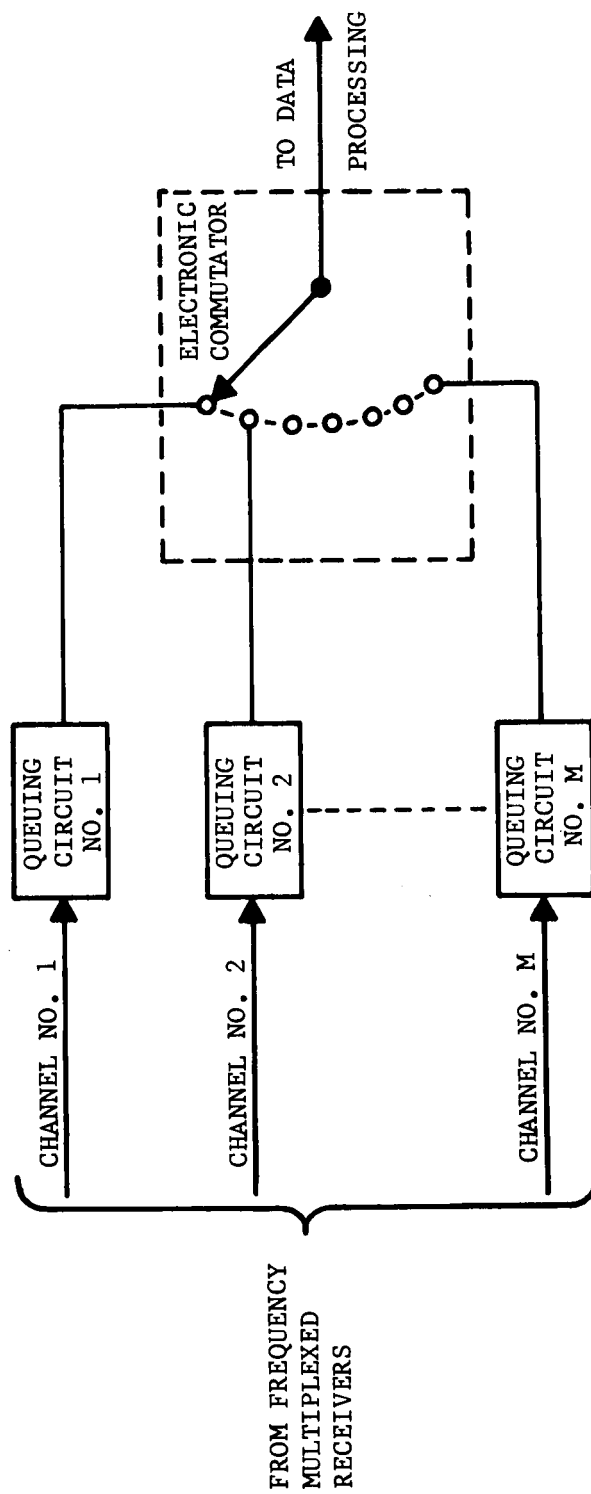 FROM FREQUENCY
MULTIPLEXED
RECEIVERS
CHANNEL NO. 1
QUEUING
CIRCUIT
NO. 1
CHANNEL NO. 2
QUEUING
CIRCUIT
NO. 2
CHANNEL NO. M
QUEUING
CIRCUIT
NO. M
ELECTRONIC
COMMUTATOR
TO DATA
PROCESSING